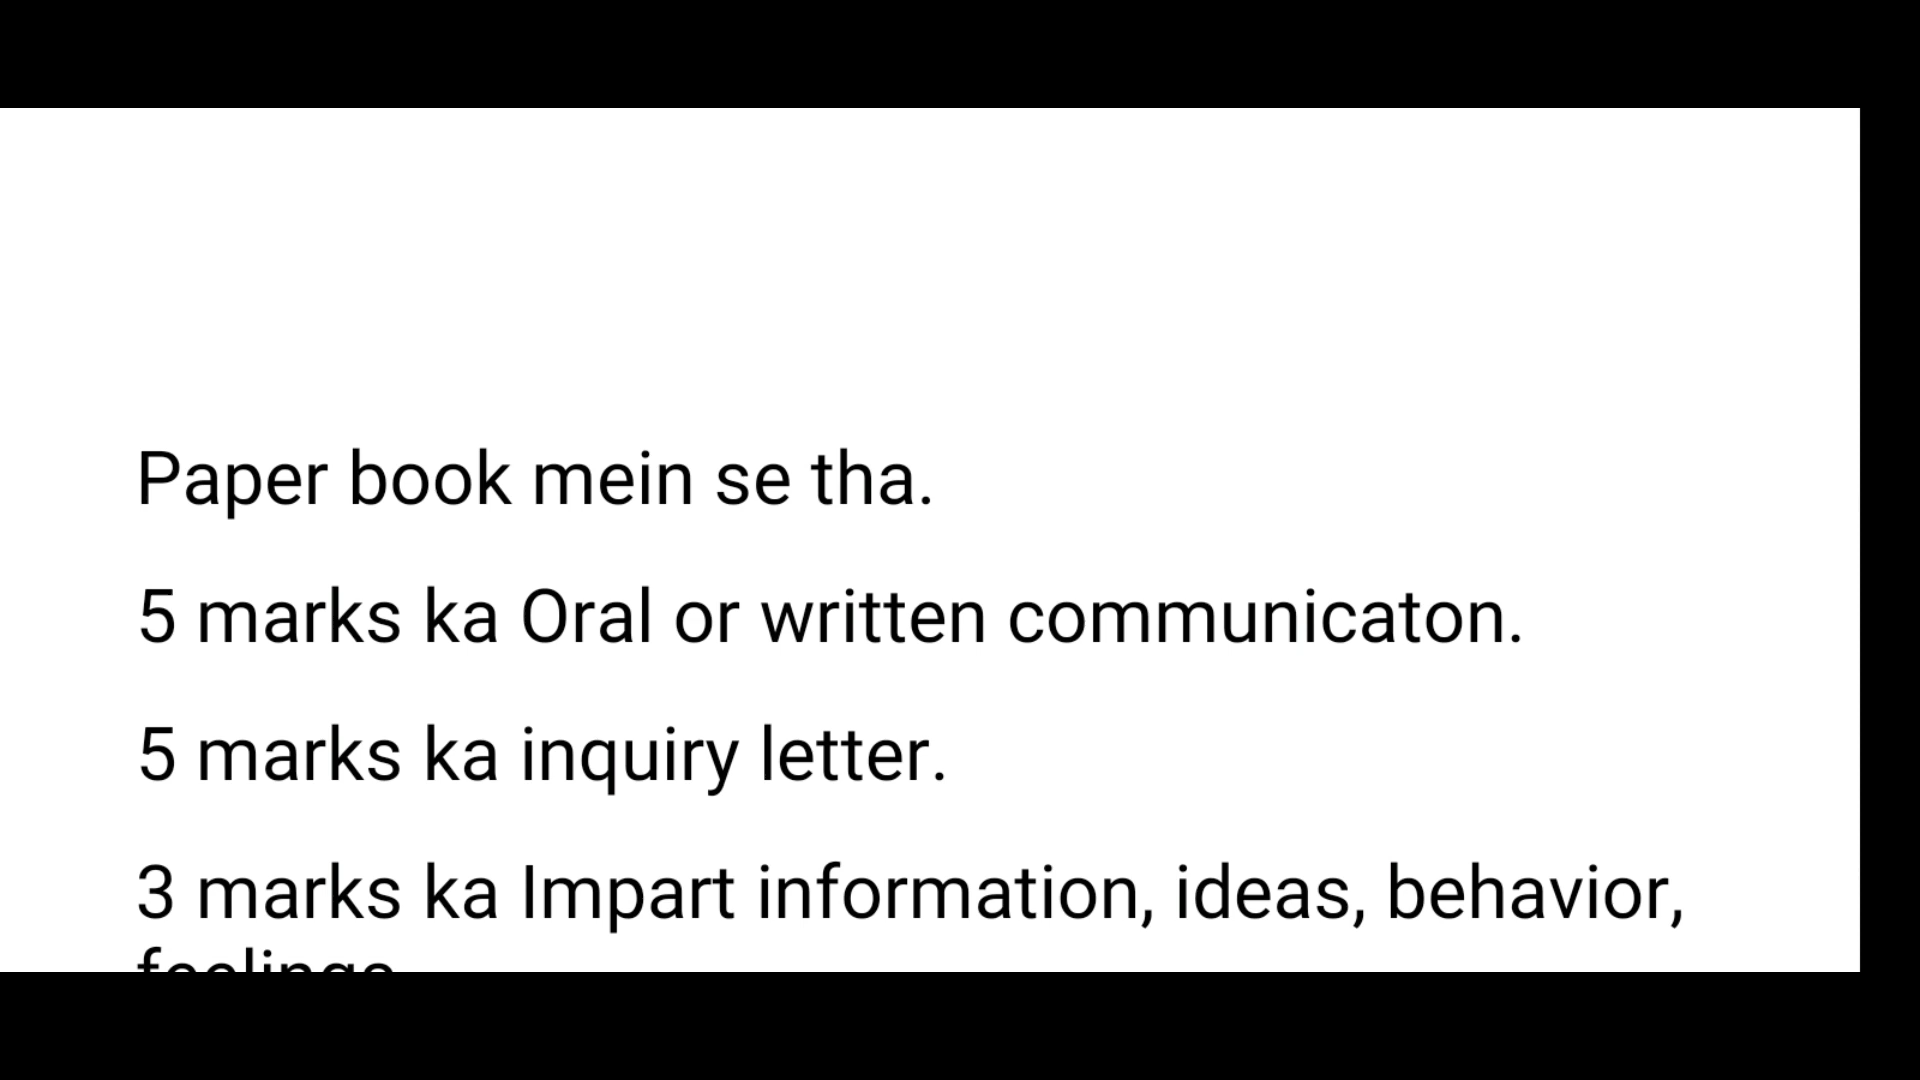 Paper book mein se tha.
5 marks ka Oral or written communicaton.
5 marks ka inquiry letter.
3 marks ka Impart information, ideas, behavior,
feelings